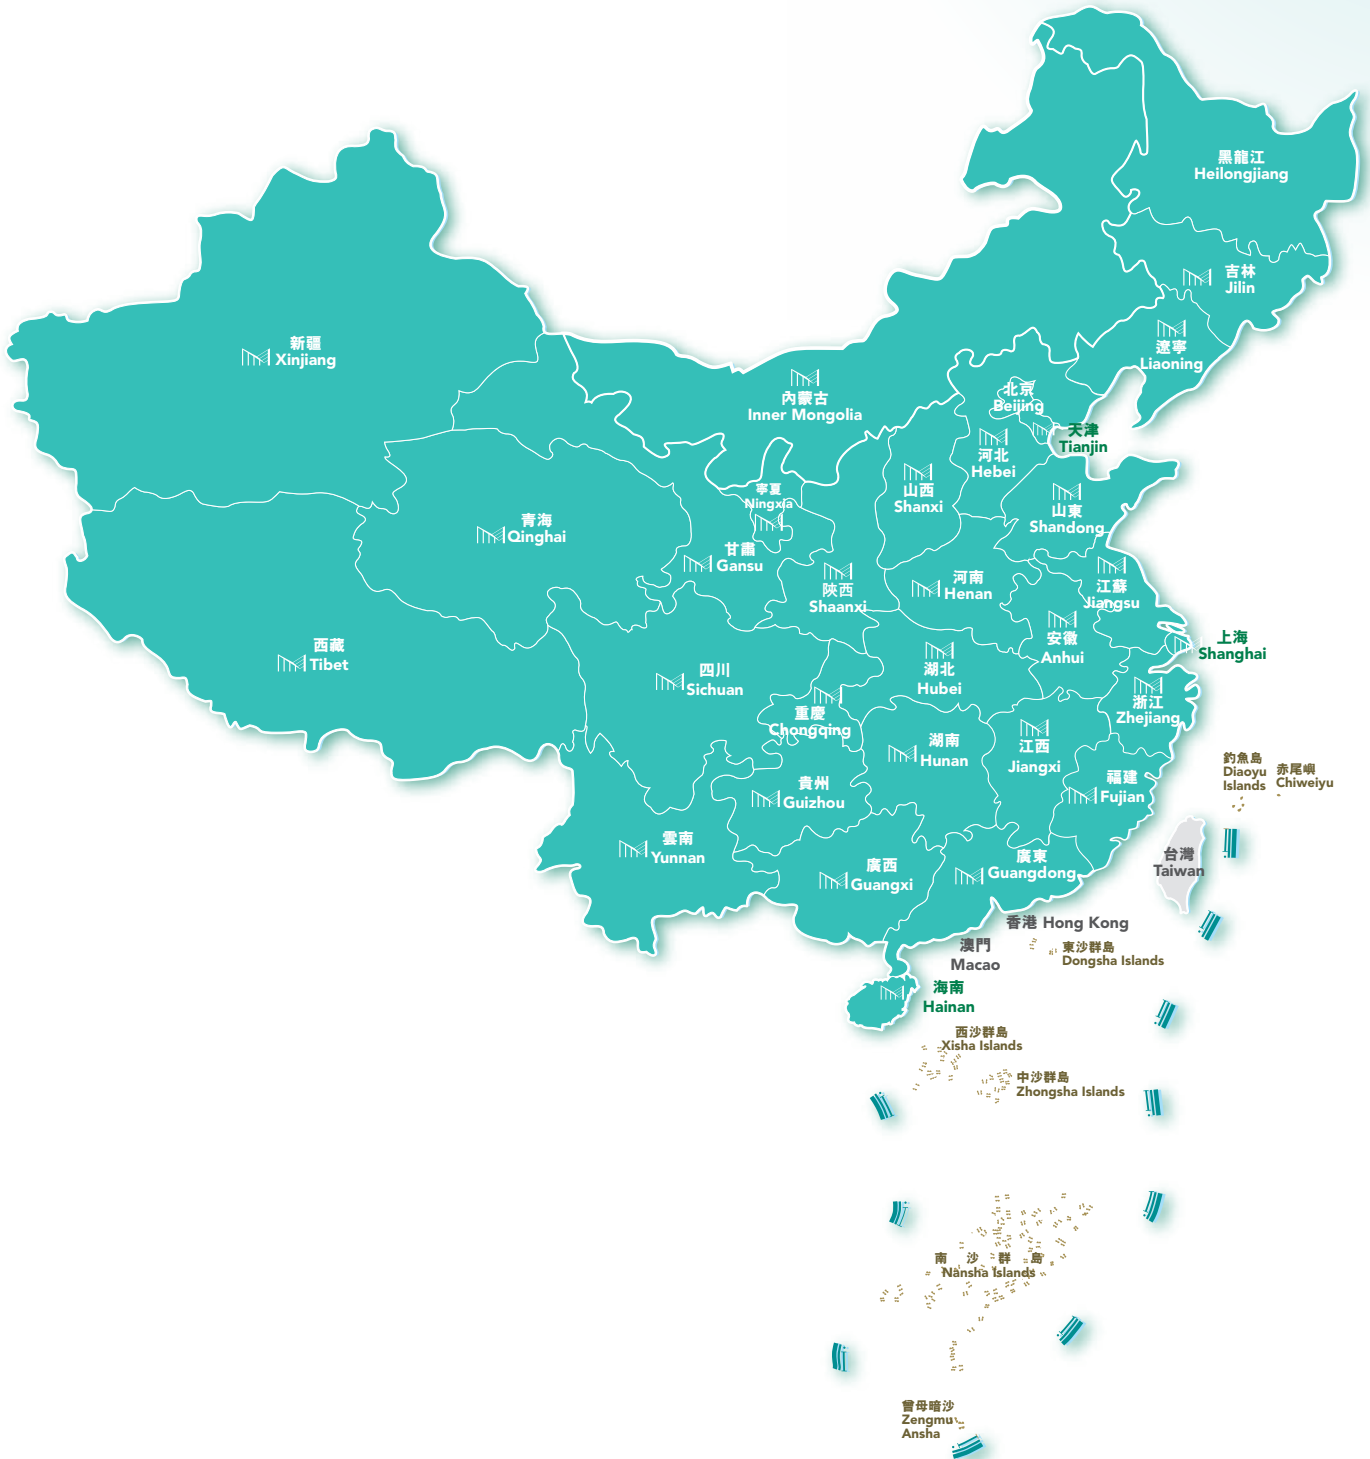 黑龍江
Heilongjiang
吉林
Jilin
遼寧
Liaoning
新疆
Xinjiang
內蒙古
Inner Mongolia
北京
Beijing
天津
Tianjin
河北
Hebei
山西
Shanxi
寧夏
Ningxia
山東
Shandong
青海
Qinghai
甘肅
Gansu
陝西
Shaanxi
河南
Henan
江蘇
Jiangsu
安徽
Anhui
上海
Shanghai
西藏
Tibet
四川
Sichuan
湖北
Hubei
重慶
Chongqing
浙江
Zhejiang
湖南
Hunan
江西
Jiangxi
貴州
Guizhou
福建
Fujian
釣魚島
Diaoyu
Islands
赤尾嶼
Chiweiyu
雲南
Yunnan
廣西
Guangxi
廣東
Guangdong
台灣
Taiwan
香港 Hong Kong
澳門
Macao
東沙群島
Dongsha Islands
海南
Hainan
西沙群島
Xisha Islands
中沙群島
Zhongsha Islands
南沙群島
Nansha Islands
曾母暗沙
Zengmu
Ansha